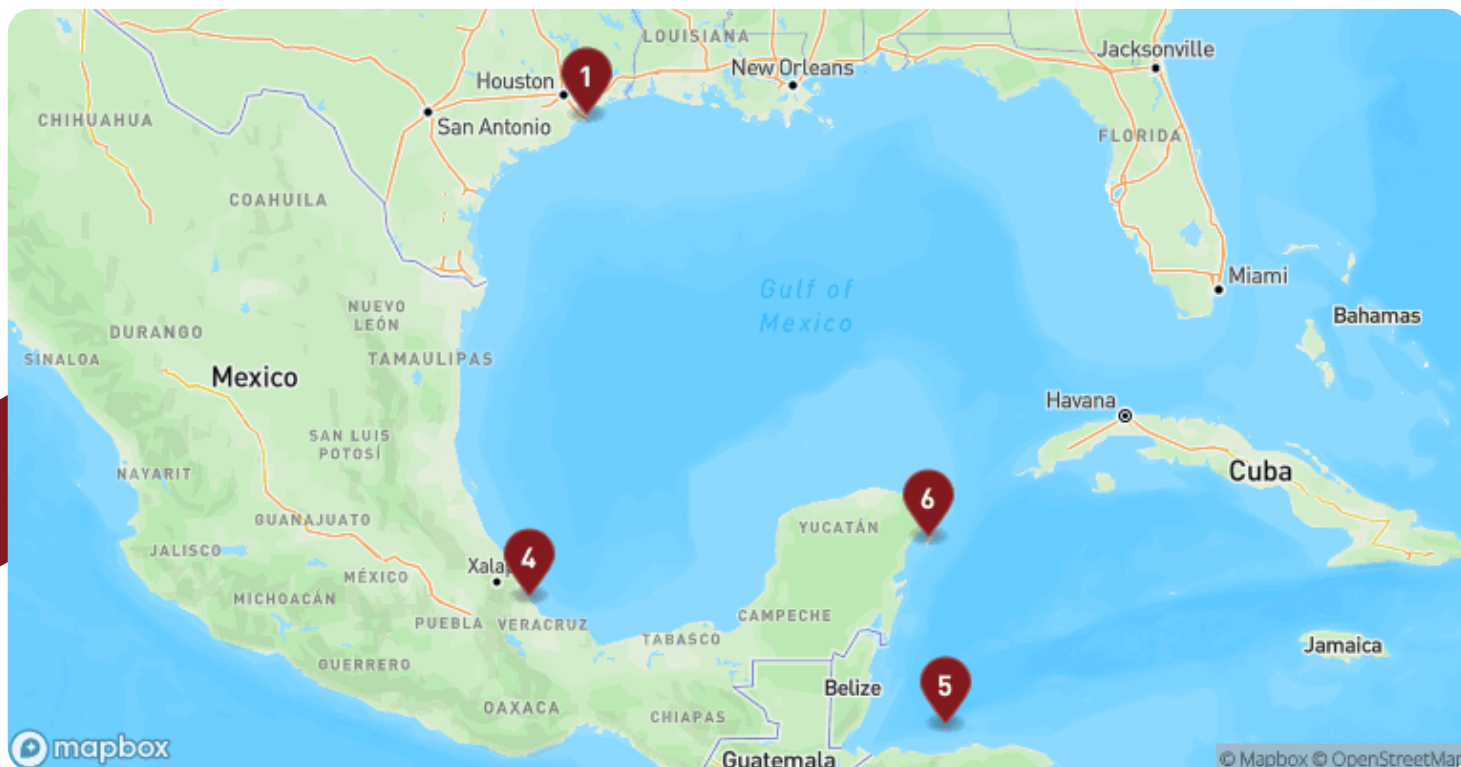 LOUISIANA
Jacksonville
New Orleans
1
Houston
CHIHUAHUA
San Antonio
FLORIDA
COAHUILA
Gulf of
Mexico
Miami
NUEVO
LEÓN
Bahamas
DURANGO
SINALOA
TAMAULIPAS
Mexico
Havana
SAN LUIS
POTOSÍ
NAYARIT
Cuba
6
GUANAJUATO
YUCATÁN
JALISCO
4
Xalap
MÉXICO
MICHOACÁN
PUEBLA
VERACRUZ
CAMPECHE
TABASCO
Jamaica
GUERRERO
5
Belize
OAXACA
CHIAPAS
mapbox
Guatemala
© Mapbox © OpenStreetMap